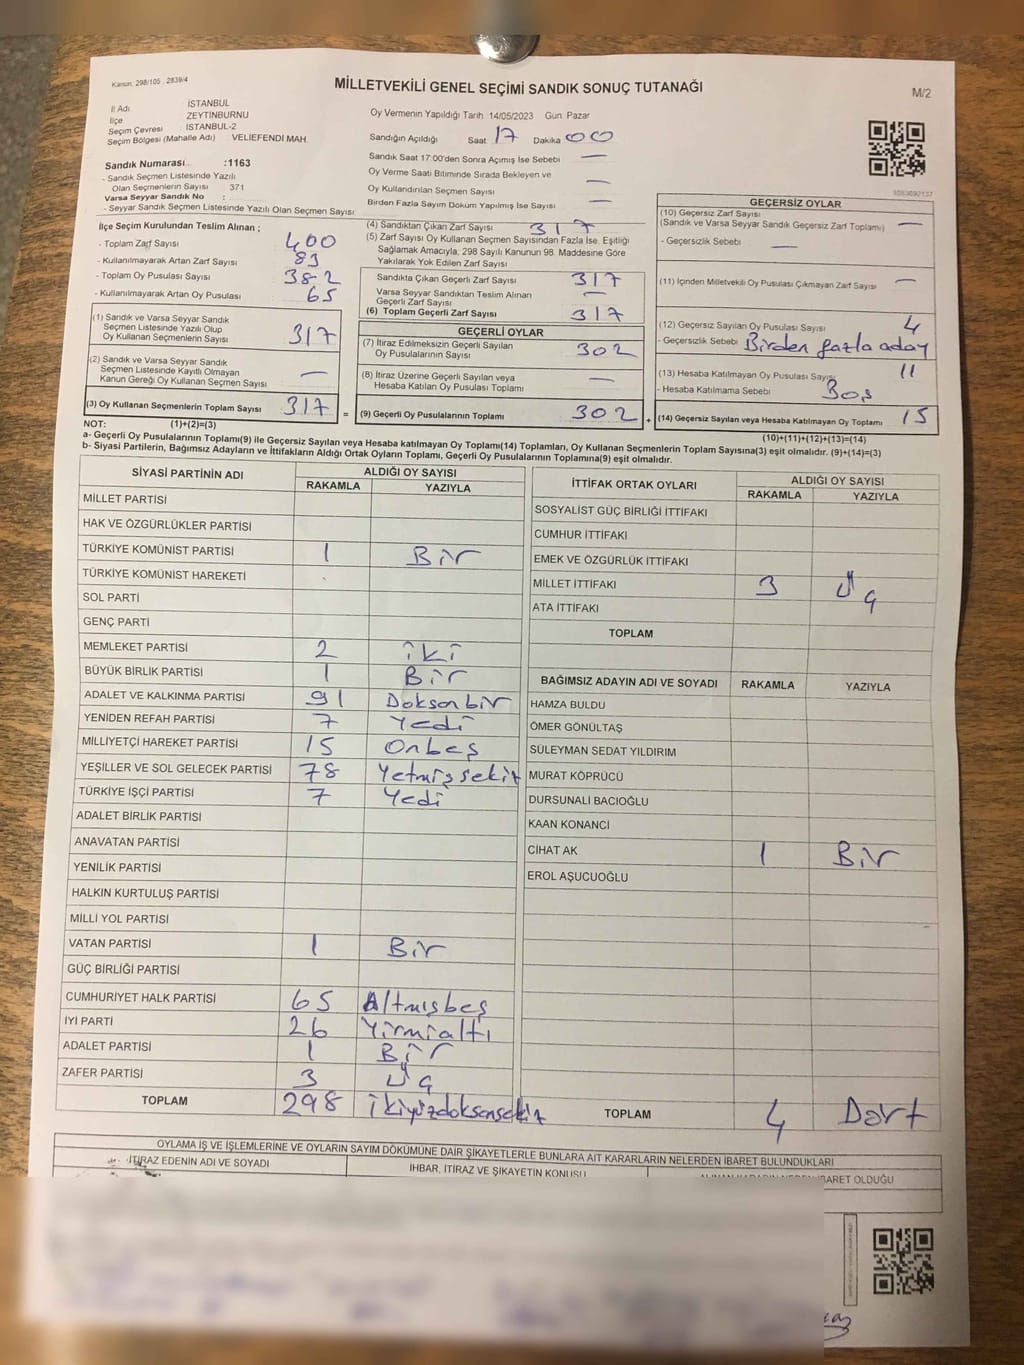 Kanun, 298/105 , 2839/4
MİLLETVEKİLİ GENEL SEÇİMİ SANDIK SONUÇ TUTANAĞI
M/2
İl Adı İSTANBUL
İlçe ZEYTİNBURNU
Seçim Çevresi İSTANBUL-2
Seçim Bölgesi (Mahalle Adı) VELİEFENDİ MAH.
Sandık Numarası :1163
- Sandık Seçmen Listesinde Yazılı
Olan Seçmenlerin Sayısı 371
Varsa Seyyar Sandık No :
- Seyyar Sandık Seçmen Listesinde Yazılı Olan Seçmen Sayısı
Oy Vermenin Yapıldığı Tarih 14/05/2023 Gün Pazar
Sandığın Açıldığı Saat 17 Dakika 00
Sandık Saat 17:00'den Sonra Açımış İse Sebebi —
Oy Verme Saati Bitiminde Sırada Bekleyen ve
Oy Kullandırılan Seçmen Sayısı —
Birden Fazla Sayım Döküm Yapılmış İse Sayısı —
1083692137
İlçe Seçim Kurulundan Teslim Alınan ;
- Toplam Zarf Sayısı 400
- Kullanılmayarak Artan Zarf Sayısı 83
- Toplam Oy Pusulası Sayısı 382
- Kullanılmayarak Artan Oy Pusulası 65
(1) Sandık ve Varsa Seyyar Sandık
Seçmen Listesinde Yazılı Olup
Oy Kullanan Seçmenlerin Sayısı 317
(2) Sandık ve Varsa Seyyar Sandık
Seçmen Listesinde Kayıtlı Olmayan
Kanun Gereği Oy Kullanan Seçmen Sayısı —
(3) Oy Kullanan Seçmenlerin Toplam Sayısı 317 =
(4) Sandıktan Çıkan Zarf Sayısı 317
(5) Zarf Sayısı Oy Kullanan Seçmen Sayısından Fazla İse, Eşitliği
Sağlamak Amacıyla, 298 Sayılı Kanunun 98. Maddesine Göre
Yakılarak Yok Edilen Zarf Sayısı
Sandıkta Çıkan Geçerli Zarf Sayısı 317
Varsa Seyyar Sandıktan Teslim Alınan
Geçerli Zarf Sayısı —
(6) Toplam Geçerli Zarf Sayısı 317
GEÇERLİ OYLAR
(7) İtiraz Edilmeksizin Geçerli Sayılan
Oy Pusulalarının Sayısı 302
(8) İtiraz Üzerine Geçerli Sayılan veya
Hesaba Katılan Oy Pusulası Toplamı —
(9) Geçerli Oy Pusulalarının Toplamı 302 +
GEÇERSİZ OYLAR
(10) Geçersiz Zarf Sayısı
(Sandık ve Varsa Seyyar Sandık Geçersiz Zarf Toplamı) —
- Geçersizlik Sebebi —
(11) İçinden Milletvekili Oy Pusulası Çıkmayan Zarf Sayısı —
(12) Geçersiz Sayılan Oy Pusulası Sayısı 4
- Geçersizlik Sebebi Birden fazla aday
(13) Hesaba Katılmayan Oy Pusulası Sayısı 11
- Hesaba Katılmama Sebebi Boş
(14) Geçersiz Sayılan veya Hesaba Katılmayan Oy Toplamı 15
NOT: (1)+(2)=(3) (10)+(11)+(12)+(13)=(14)
a- Geçerli Oy Pusulalarının Toplamı(9) ile Geçersiz Sayılan veya Hesaba katılmayan Oy Toplamı(14) Toplamları, Oy Kullanan Seçmenlerin Toplam Sayısına(3) eşit olmalıdır. (9)+(14)=(3)
b- Siyasi Partilerin, Bağımsız Adayların ve İttifakların Aldığı Ortak Oyların Toplamı, Geçerli Oy Pusulalarının Toplamına(9) eşit olmalıdır.
SİYASİ PARTİNİN ADI ALDIĞI OY SAYISI
RAKAMLA YAZIYLA
MİLLET PARTİSİ
HAK VE ÖZGÜRLÜKLER PARTİSİ
TÜRKİYE KOMÜNİST PARTİSİ 1 Bir
TÜRKİYE KOMÜNİST HAREKETİ
SOL PARTİ
GENÇ PARTİ
MEMLEKET PARTİSİ 2 iki
BÜYÜK BİRLİK PARTİSİ 1 Bir
ADALET VE KALKINMA PARTİSİ 91 Doksanbir
YENİDEN REFAH PARTİSİ 7 Yedi
MİLLİYETÇİ HAREKET PARTİSİ 15 Onbeş
YEŞİLLER VE SOL GELECEK PARTİSİ 78 Yetmişsekiz
TÜRKİYE İŞÇİ PARTİSİ 7 Yedi
ADALET BİRLİK PARTİSİ
ANAVATAN PARTİSİ
YENİLİK PARTİSİ
HALKIN KURTULUŞ PARTİSİ
MİLLİ YOL PARTİSİ
VATAN PARTİSİ 1 Bir
GÜÇ BİRLİĞİ PARTİSİ
CUMHURİYET HALK PARTİSİ 65 Altmışbeş
İYİ PARTİ 26 Yirmialtı
ADALET PARTİSİ 1 Bir
ZAFER PARTİSİ 3 Üç
TOPLAM 298 ikiyüzdoksansekiz
İTTİFAK ORTAK OYLARI ALDIĞI OY SAYISI
RAKAMLA YAZIYLA
SOSYALİST GÜÇ BİRLİĞİ İTTİFAKI
CUMHUR İTTİFAKI
EMEK VE ÖZGÜRLÜK İTTİFAKI
MİLLET İTTİFAKI 3 Üç
ATA İTTİFAKI
TOPLAM
BAĞIMSIZ ADAYIN ADI VE SOYADI RAKAMLA YAZIYLA
HAMZA BULDU
ÖMER GÖNÜLTAŞ
SÜLEYMAN SEDAT YILDIRIM
MURAT KÖPRÜCÜ
DURSUNALİ BACIOĞLU
KAAN KONANCİ
CİHAT AK 1 Bir
EROL AŞUCUOĞLU
TOPLAM 4 Dört
OYLAMA İŞ VE İŞLEMLERİNE VE OYLARIN SAYIM DÖKÜMÜNE DAİR ŞİKAYETLERLE BUNLARA AİT KARARLARIN NELERDEN İBARET BULUNDUKLARI
İTİRAZ EDENİN ADI VE SOYADI İHBAR, İTİRAZ VE ŞİKAYETİN KONUSU İBARET OLDUĞU